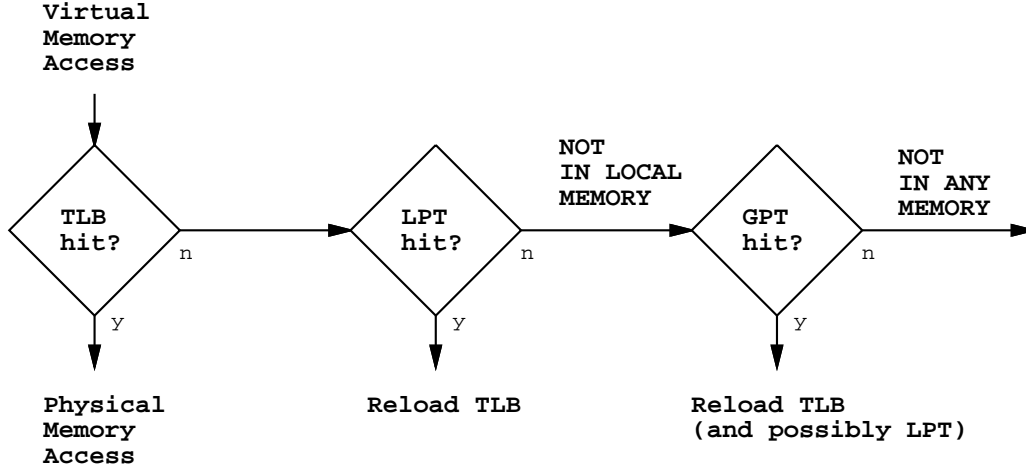 Virtual
Memory
Access
TLB
hit?
n
y
Physical
Memory
Access
LPT
hit?
n
y
Reload TLB
NOT
IN LOCAL
MEMORY
GPT
hit?
n
y
Reload TLB
(and possibly LPT)
NOT
IN ANY
MEMORY